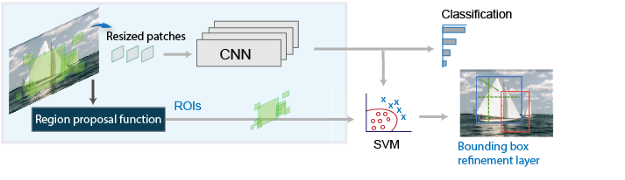 Classification
Resized patches
CNN
Region proposal function
ROIs
SVM
Bounding box
refinement layer